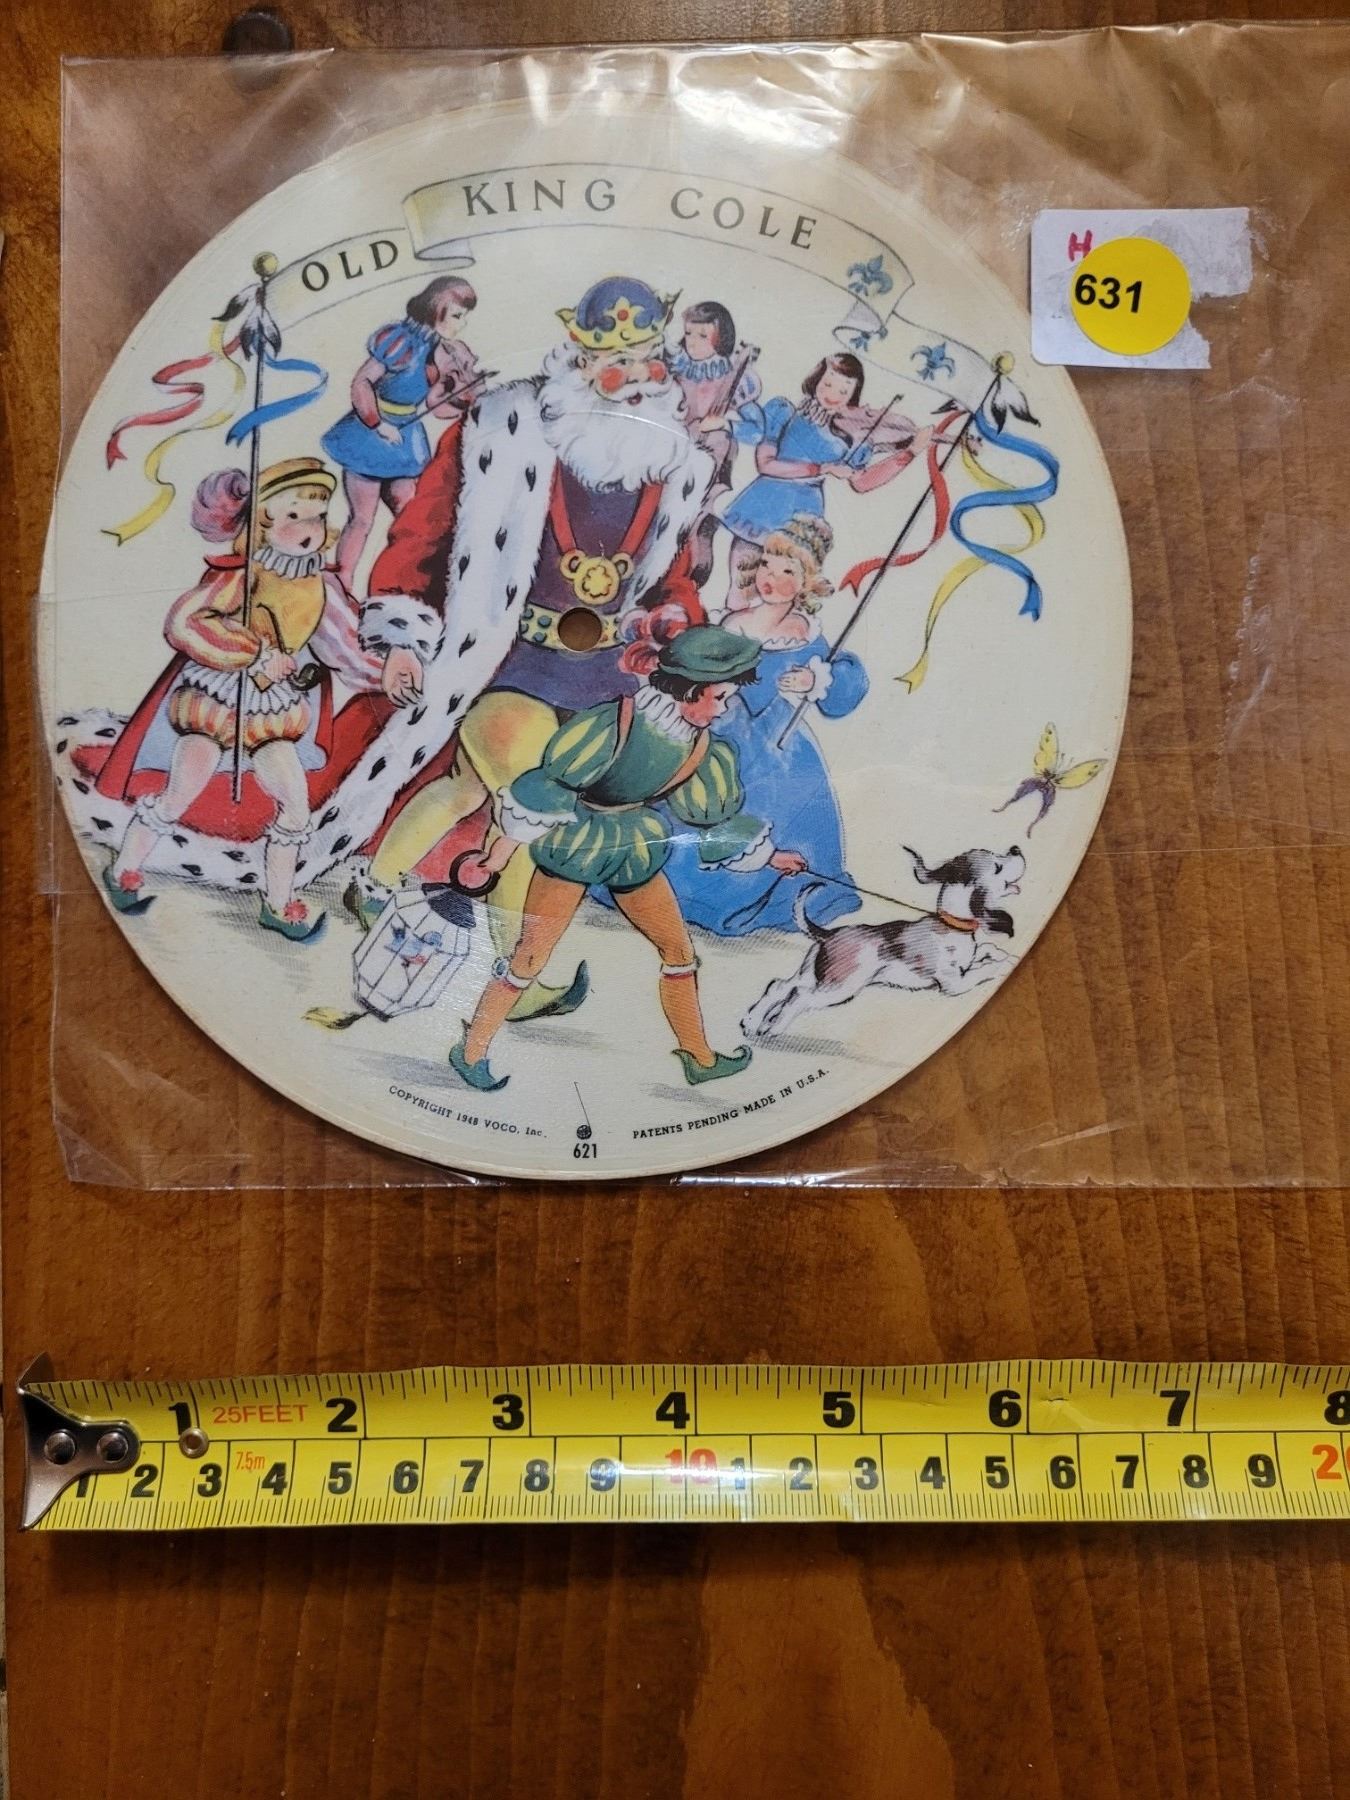 OLD KING COLE
H
631
COPYRIGHT 1948 VOCO, Inc.
621
PATENTS PENDING MADE IN U.S.A.
1 25FEET 2 3 4 5 6 7 8
1 2 3 7.5m 4 5 6 7 8 9 10 1 2 3 4 5 6 7 8 9 20